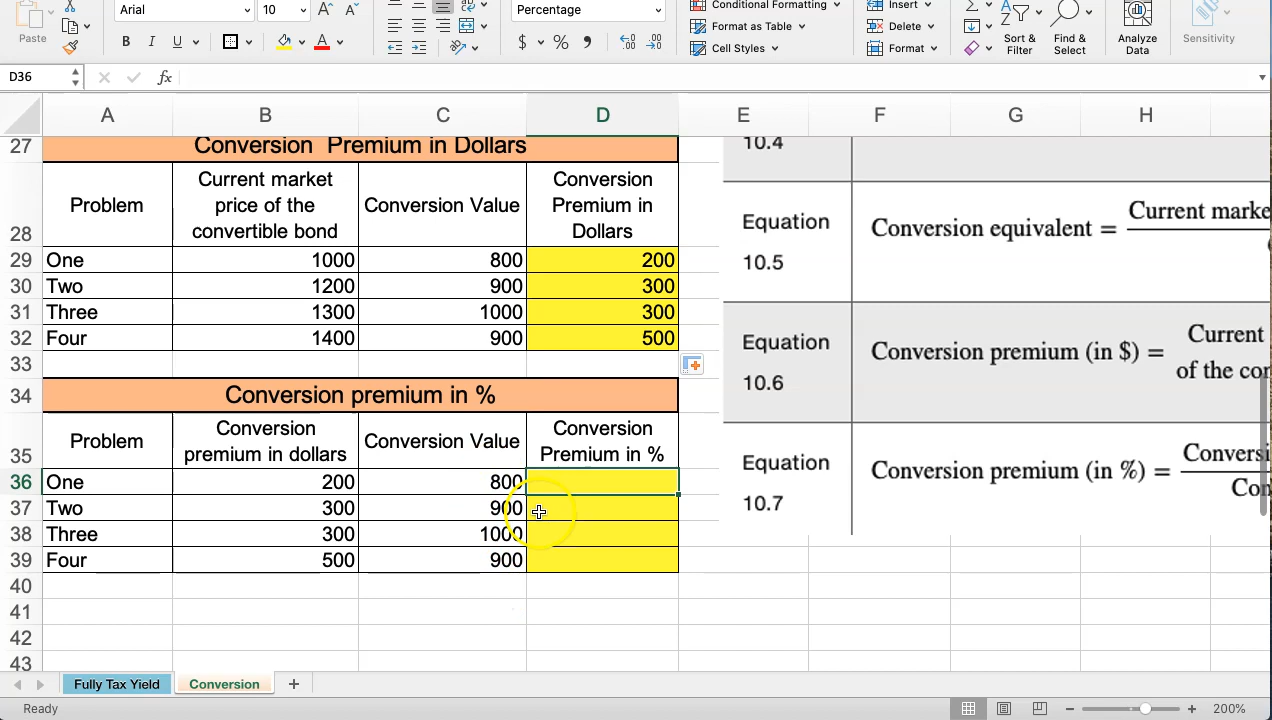 Paste
Arial
10
B I U
A
Percentage
$ % 9
Conditional Formatting
Format as Table
Cell Styles
Insert
Delete
Format
Sort &
Filter
Find &
Select
Analyze
Data
Sensitivity
D36
fx
A B C D E F G H
27 Conversion Premium in Dollars
28 Problem
Current market
price of the
convertible bond
Conversion Value
Conversion
Premium in
Dollars
29 One 1000 800 200
30 Two 1200 900 300
31 Three 1300 1000 300
32 Four 1400 900 500
33
34 Conversion premium in %
35 Problem
Conversion
premium in dollars
Conversion Value
Conversion
Premium in %
36 One 200 800
37 Two 300 900
38 Three 300 1000
39 Four 500 900
40
41
42
43
10.4
Equation
10.5
Conversion equivalent = Current marke
Equation
10.6
Conversion premium (in $) = Current
of the con
Equation
10.7
Conversion premium (in %) = Conversi
Con
Fully Tax Yield
Conversion
+
Ready
200%